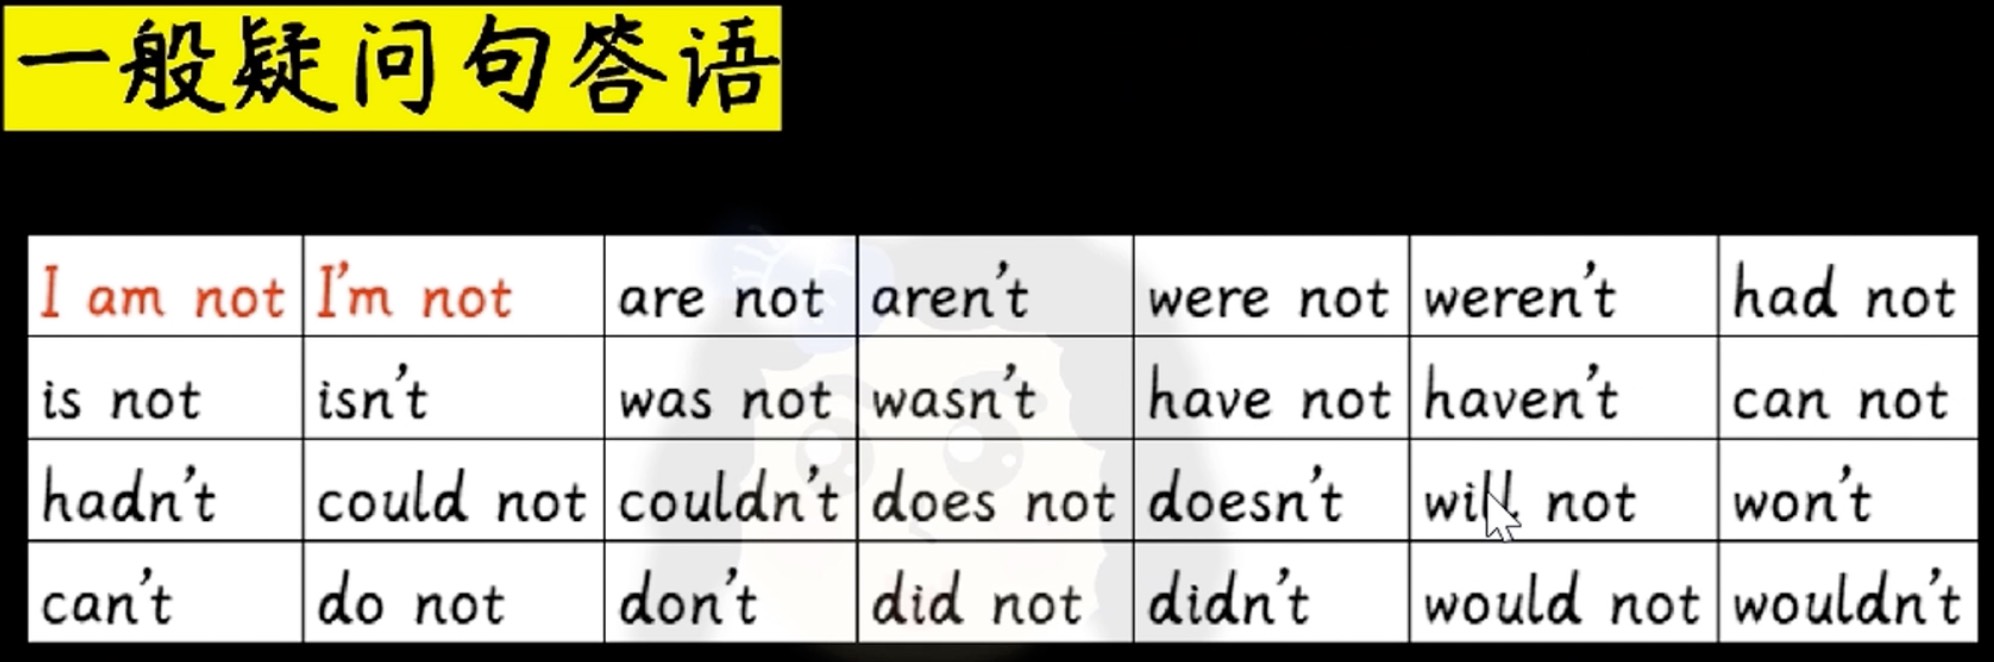 一般疑问句答语
I am not I'm not are not aren't were not weren't had not
is not isn't was not wasn't have not haven't can not
hadn't could not couldn't does not doesn't will not won't
can't do not don't did not didn't would not wouldn't